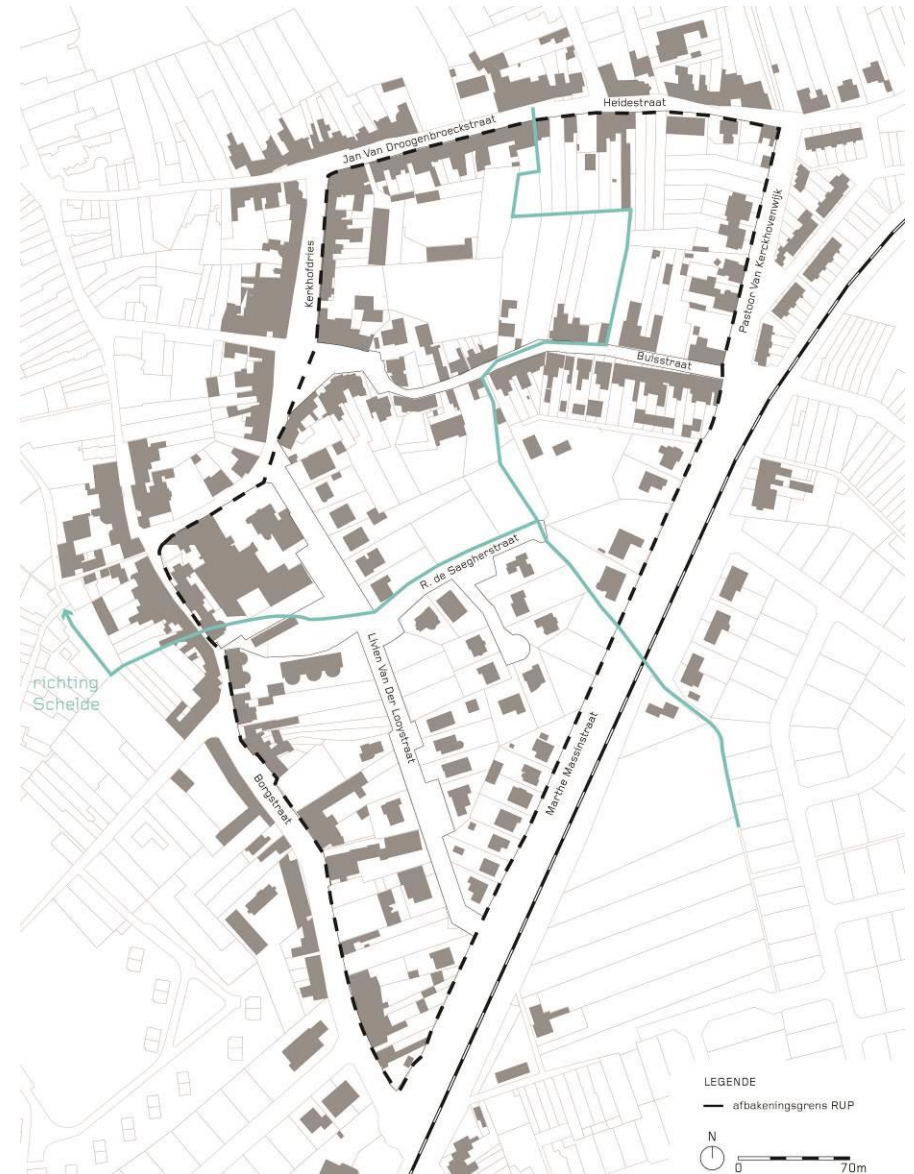 Heidestraat
Jan Van Droogenbroeckstraat
Kerkhofdries
Pastoor Van Kerckhovenwijk
Buisstraat
R. de Saegherstraat
richting
Schelde
Livien Van Der Looystraat
Marthe Massinstraat
Borgstraat
LEGENDE
afbakeningsgrens RUP
N
0 70m